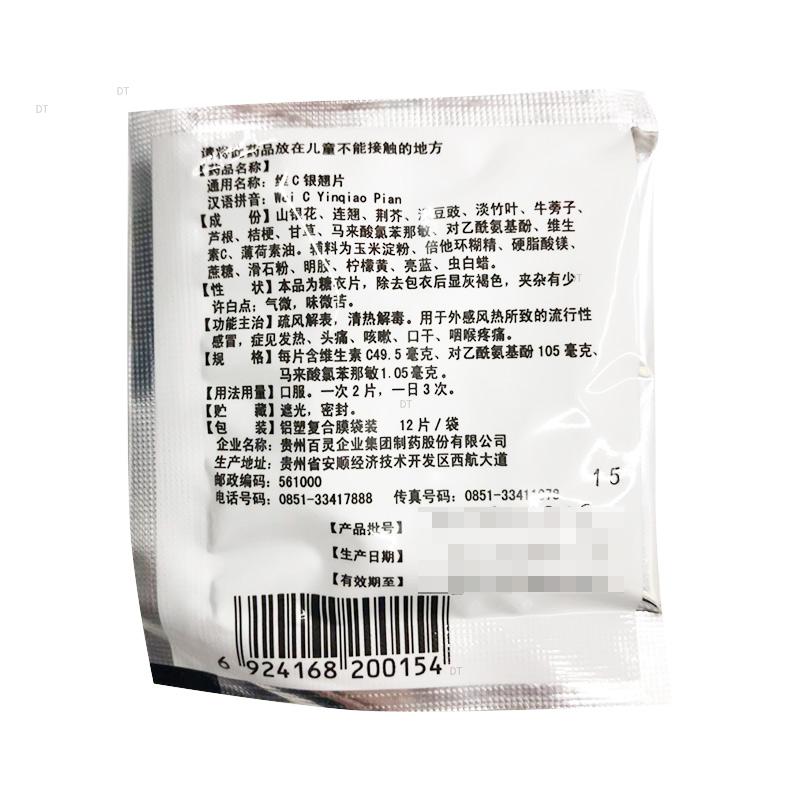 DT
DT
请将此药品放在儿童不能接触的地方
【药品名称】
通用名称：维C银翘片
汉语拼音：Wei C Yinqiao Pian
【成 份】山银花、连翘、荆芥、淡豆豉、淡竹叶、牛蒡子、
芦根、桔梗、甘草、马来酸氯苯那敏、对乙酰氨基酚、维生
素C、薄荷素油。辅料为玉米淀粉、倍他环糊精、硬脂酸镁、
蔗糖、滑石粉、明胶、柠檬黄、亮蓝、虫白蜡。
【性 状】本品为糖衣片，除去包衣后显灰褐色，夹杂有少
DT
许白点；气微，味微苦。
【功能主治】疏风解表，清热解毒。用于外感风热所致的流行性
感冒，症见发热、头痛、咳嗽、口干、咽喉疼痛。
【规 格】每片含维生素C49.5毫克、对乙酰氨基酚105毫克、
马来酸氯苯那敏1.05毫克。
【用法用量】口服。一次2片，一日3次。
【贮 藏】遮光，密封。
DT
【包 装】铝塑复合膜袋装 12片/袋
企业名称：贵州百灵企业集团制药股份有限公司
生产地址：贵州省安顺经济技术开发区西航大道
邮政编码：561000
15
电话号码：0851-33417888 传真号码：0851-33411
【产品批号】
【生产日期】
【有效期至】
6 924168 200154
DT